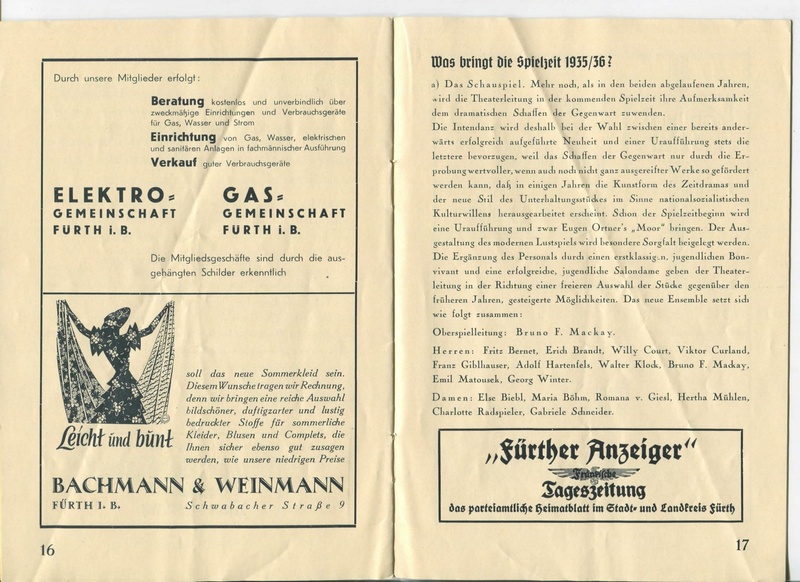 Durch unsere Mitglieder erfolgt:
Beratung kostenlos und unverbindlich über
zweckmäßige Einrichtungen und Verbrauchsgeräte
für Gas, Wasser und Strom
Einrichtung von Gas, Wasser, elektrischen
und sanitären Anlagen in fachmännischer Ausführung
Verkauf guter Verbrauchsgeräte
ELEKTRO=
GEMEINSCHAFT
FÜRTH i. B.
GAS=
GEMEINSCHAFT
FÜRTH i. B.
Die Mitgliedsgeschäfte sind durch die aus-
gehängten Schilder erkenntlich
Leicht und bunt
soll das neue Sommerkleid sein.
Diesem Wunsche tragen wir Rechnung,
denn wir bringen eine reiche Auswahl
bildschöner, duftigzarter und lustig
bedruckter Stoffe für sommerliche
Kleider, Blusen und Complets, die
Ihnen sicher ebenso gut zusagen
werden, wie unsere niedrigen Preise
BACHMANN & WEINMANN
FÜRTH I. B.
Schwabacher Straße 9
16
Was bringt die Spielzeit 1935/36?
a) Das Schauspiel. Mehr noch, als in den beiden abgelaufenen Jahren,
wird die Theaterleitung in der kommenden Spielzeit ihre Aufmerksamkeit
dem dramatischen Schaffen der Gegenwart zuwenden.
Die Intendanz wird deshalb bei der Wahl zwischen einer bereits ander-
wärts erfolgreich aufgeführte Neuheit und einer Uraufführung stets die
letztere bevorzugen, weil das Schaffen der Gegenwart nur durch die Er-
probung wertvoller, wenn auch noch nicht ganz ausgereifter Werke so gefördert
werden kann, daß in einigen Jahren die Kunstform des Zeitdramas und
der neue Stil des Unterhaltungsstückes im Sinne nationalsozialistischen
Kulturwillens herausgearbeitet erscheint. Schon der Spielzeitbeginn wird
eine Uraufführung und zwar Eugen Ortner's „Moor" bringen. Der Aus-
gestaltung des modernen Lustspiels wird besondere Sorgfalt beigelegt werden.
Die Ergänzung des Personals durch einen erstklassigen, jugendlichen Bon-
vivant und eine erfolgreiche, jugendliche Salondame geben der Theater-
leitung in der Richtung einer freieren Auswahl der Stücke gegenüber den
früheren Jahren, gesteigerte Möglichkeiten. Das neue Ensemble setzt sich
wie folgt zusammen:
Oberspielleitung: Bruno F. Mackay.
Herren: Fritz Bernet, Erich Brandt, Willy Court, Viktor Curland,
Franz Giblhauser, Adolf Hartenfels, Walter Klock, Bruno F. Mackay,
Emil Matousek, Georg Winter.
Damen: Else Biebl, Maria Böhm, Romana v. Giesl, Hertha Mühlen,
Charlotte Radspieler, Gabriele Schneider.
„Fürther Anzeiger"
Fränkische
Tageszeitung
das parteiamtliche Heimatblatt im Stadt- und Landkreis Fürth
17